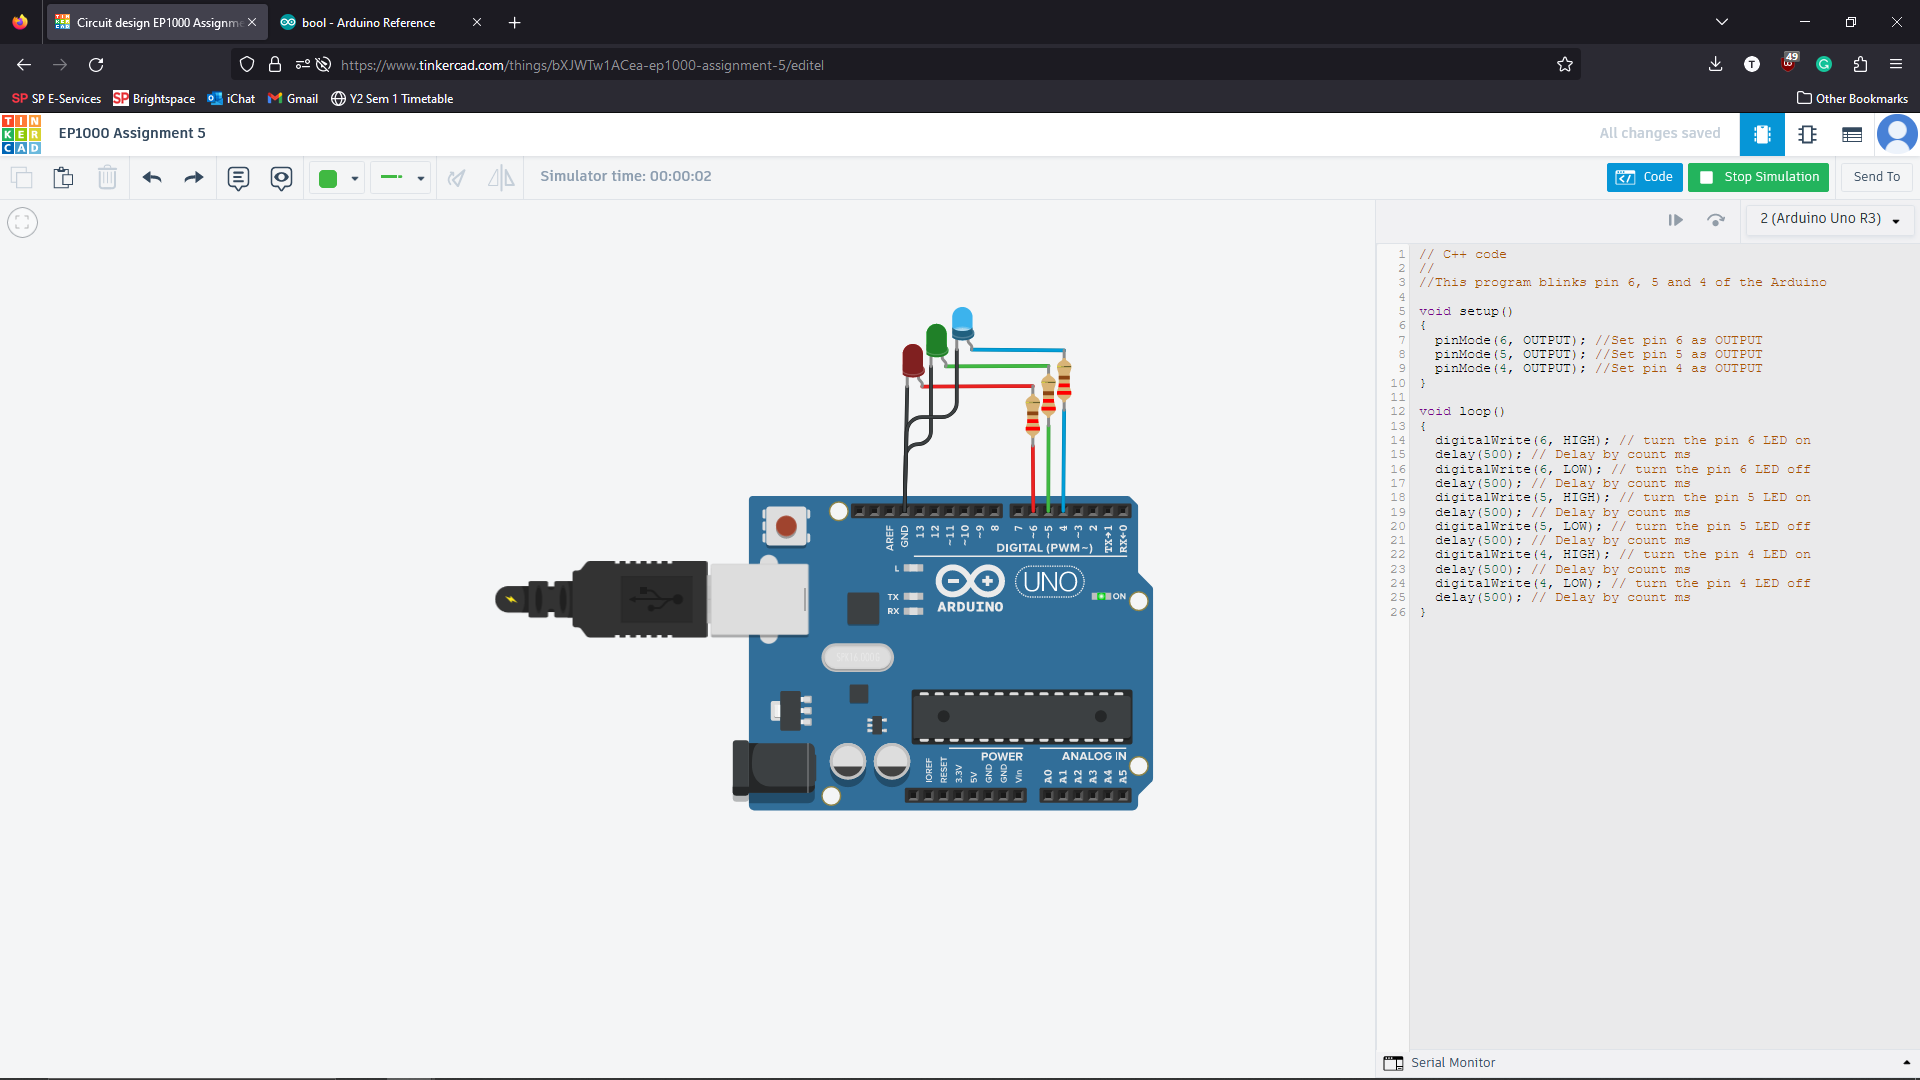 Circuit design EP1000 Assignm
bool - Arduino Reference
https://www.tinkercad.com/things/bXJWTw1ACea-ep1000-assignment-5/editel
49
SP SP E-Services
SP Brightspace
iChat
Gmail
Y2 Sem 1 Timetable
Other Bookmarks
TIN
KER
CAD
EP1000 Assignment 5
All changes saved
Simulator time: 00:00:02
Code
Stop Simulation
Send To
2 (Arduino Uno R3)
1 // C++ code
2 //
3 //This program blinks pin 6, 5 and 4 of the Arduino
4
5 void setup()
6 {
7 pinMode(6, OUTPUT); //Set pin 6 as OUTPUT
8 pinMode(5, OUTPUT); //Set pin 5 as OUTPUT
9 pinMode(4, OUTPUT); //Set pin 4 as OUTPUT
10 }
11
12 void loop()
13 {
14 digitalWrite(6, HIGH); // turn the pin 6 LED on
15 delay(500); // Delay by count ms
16 digitalWrite(6, LOW); // turn the pin 6 LED off
17 delay(500); // Delay by count ms
18 digitalWrite(5, HIGH); // turn the pin 5 LED on
19 delay(500); // Delay by count ms
20 digitalWrite(5, LOW); // turn the pin 5 LED off
21 delay(500); // Delay by count ms
22 digitalWrite(4, HIGH); // turn the pin 4 LED on
23 delay(500); // Delay by count ms
24 digitalWrite(4, LOW); // turn the pin 4 LED off
25 delay(500); // Delay by count ms
26 }
AREF GND 13 12 ~11 ~10 ~9 8 7 ~6 ~5 4 ~3 2 TX→1 RX←0
DIGITAL (PWM~)
L
TX
RX
ARDUINO
UNO
ON
POWER
ANALOG IN
IOREF RESET 3.3V 5V GND GND Vin A0 A1 A2 A3 A4 A5
Serial Monitor